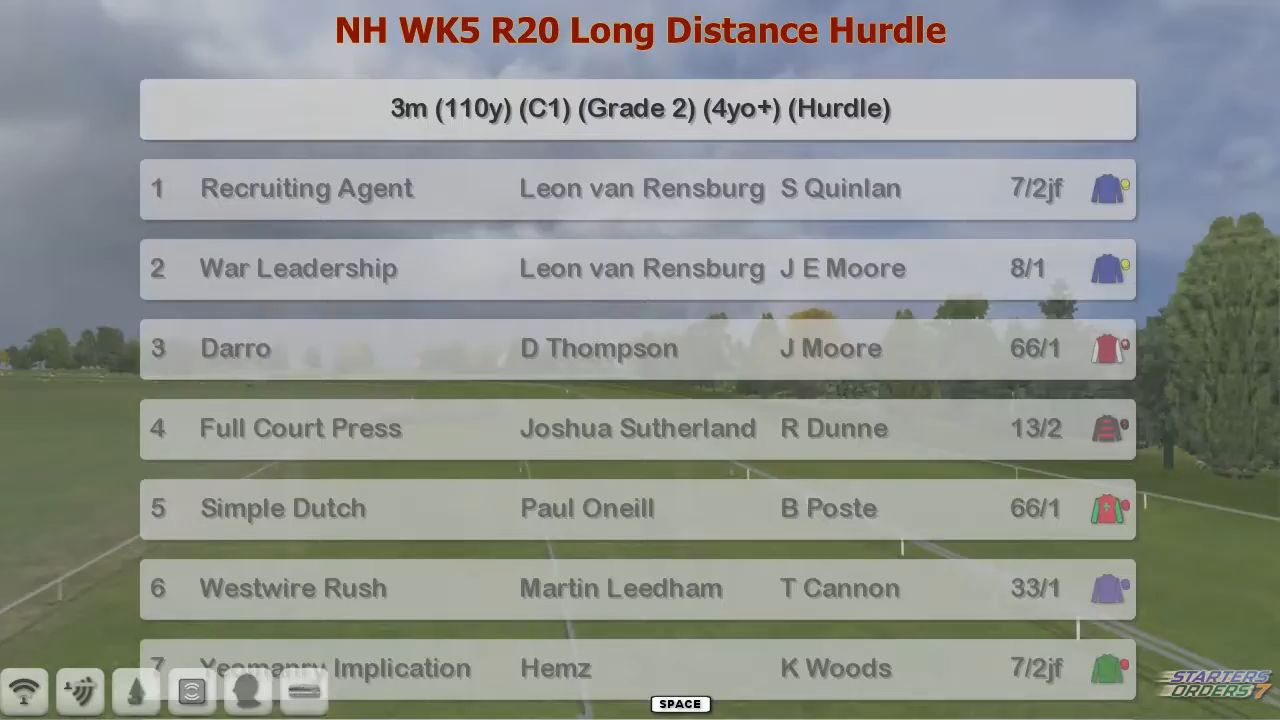 NH WK5 R20 Long Distance Hurdle
3m (110y) (C1) (Grade 2) (4yo+) (Hurdle)
1 Recruiting Agent Leon van Rensburg S Quinlan 7/2jf
2 War Leadership Leon van Rensburg J E Moore 8/1
3 Darro D Thompson J Moore 66/1
4 Full Court Press Joshua Sutherland R Dunne 13/2
5 Simple Dutch Paul Oneill B Poste 66/1
6 Westwire Rush Martin Leedham T Cannon 33/1
7 Yeomanry Implication Hemz K Woods 7/2jf
SPACE
STARTERS
ORDERS 7